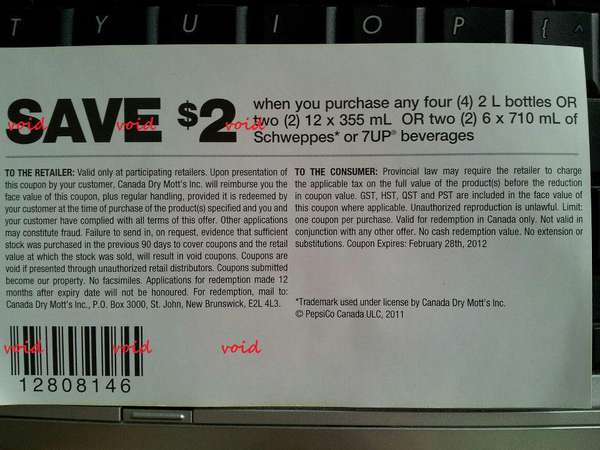 T Y U I O P {
SAVE $2
when you purchase any four (4) 2 L bottles OR
two (2) 12 x 355 mL OR two (2) 6 x 710 mL of
Schweppes* or 7UP® beverages
void void void
TO THE RETAILER: Valid only at participating retailers. Upon presentation of
this coupon by your customer, Canada Dry Mott's Inc. will reimburse you the
face value of this coupon, plus regular handling, provided it is redeemed by
your customer at the time of purchase of the product(s) specified and you and
your customer have complied with all terms of this offer. Other applications
may constitute fraud. Failure to send in, on request, evidence that sufficient
stock was purchased in the previous 90 days to cover coupons and the retail
value at which the stock was sold, will result in void coupons. Coupons are
void if presented through unauthorized retail distributors. Coupons submitted
become our property. No facsimiles. Applications for redemption made 12
months after expiry date will not be honoured. For redemption, mail to:
Canada Dry Mott's Inc., P.O. Box 3000, St. John, New Brunswick, E2L 4L3.
TO THE CONSUMER: Provincial law may require the retailer to charge
the applicable tax on the full value of the product(s) before the reduction
in coupon value. GST, HST, QST and PST are included in the face value of
this coupon where applicable. Unauthorized reproduction is unlawful. Limit:
one coupon per purchase. Valid for redemption in Canada only. Not valid in
conjunction with any other offer. No cash redemption value. No extension or
substitutions. Coupon Expires: February 28th, 2012
*Trademark used under license by Canada Dry Mott's Inc.
© PepsiCo Canada ULC, 2011
void void void
12808146